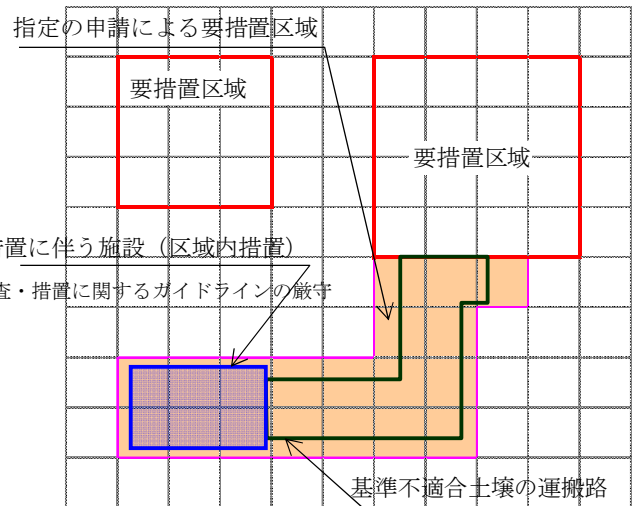 指定の申請による要措置区域
要措置区域
要措置区域
措置に伴う施設（区域内措置）
査・措置に関するガイドラインの厳守
基準不適合土壌の運搬路